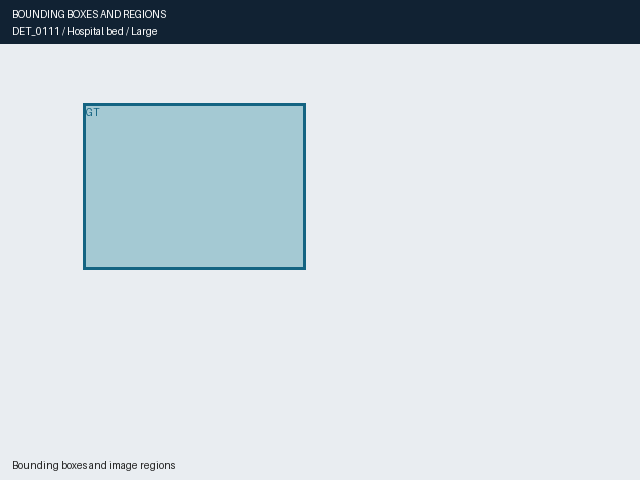 BOUNDING BOXES AND REGIONS
DET_0111 / Hospital bed / Large
GT
Bounding boxes and image regions